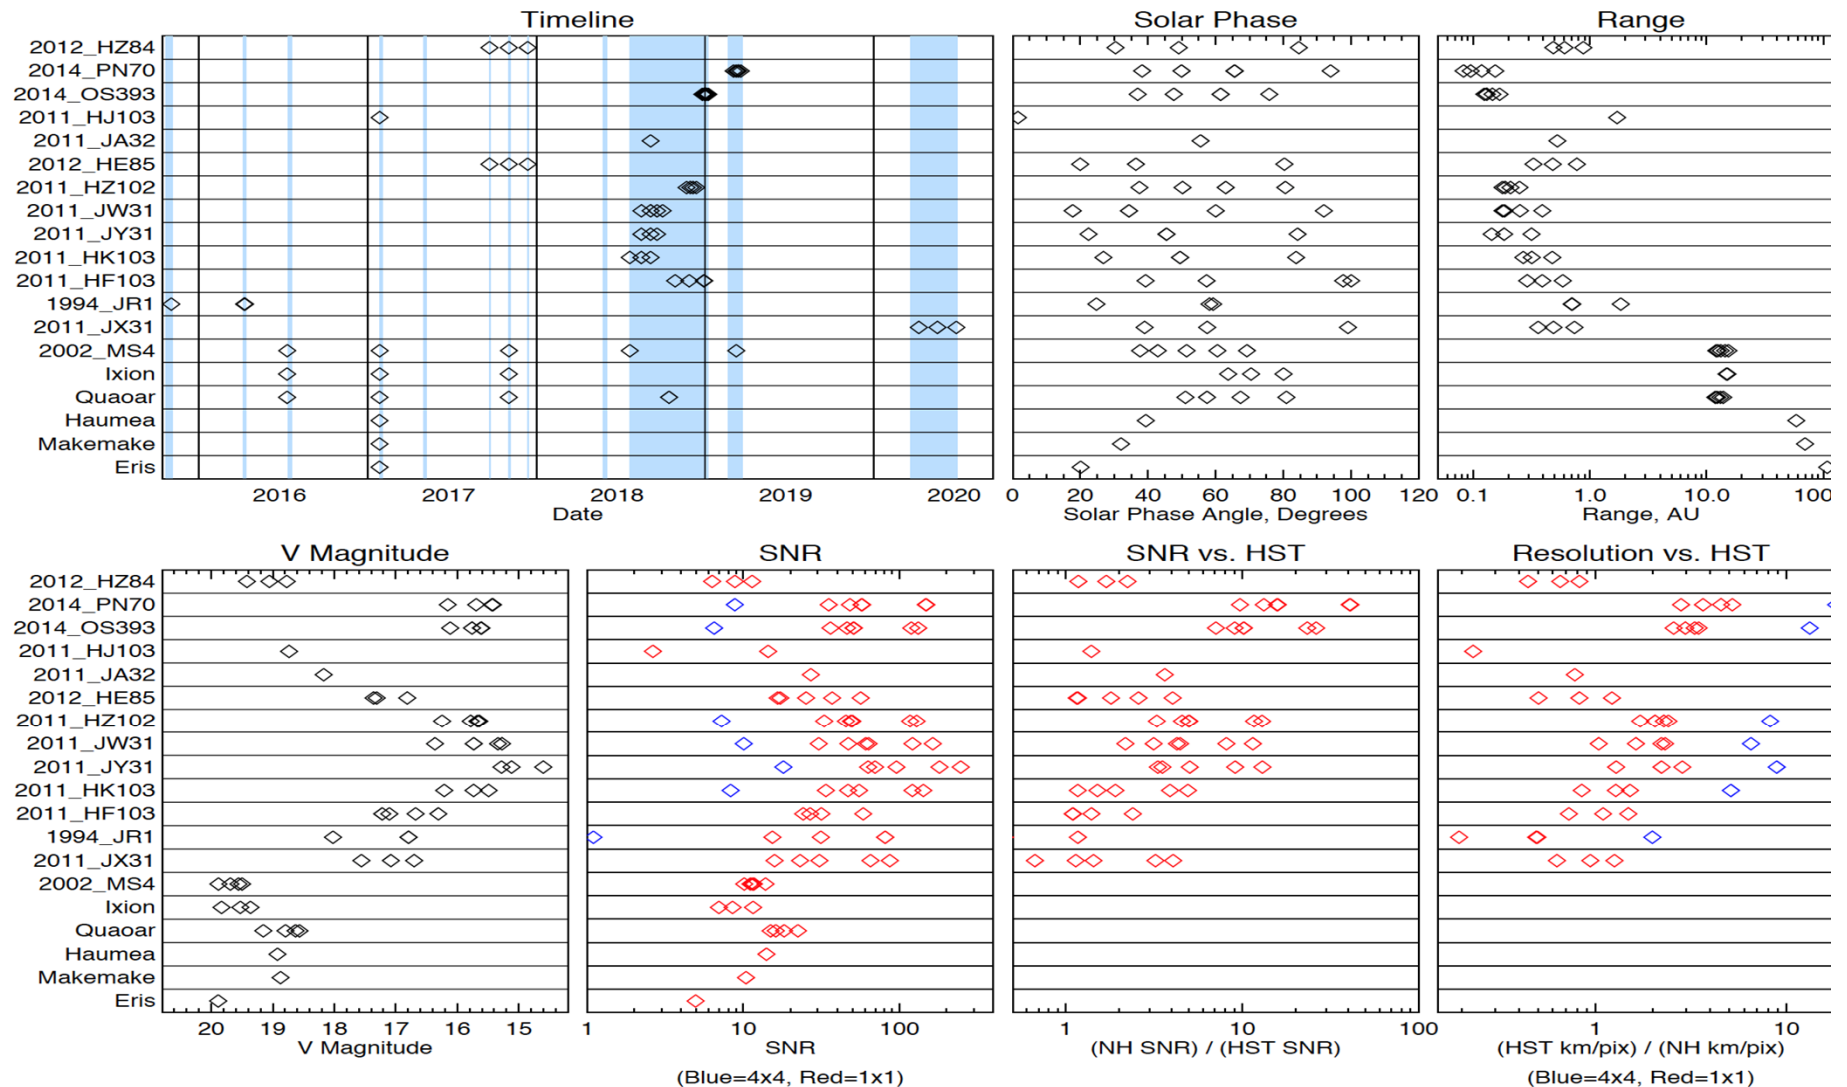 Timeline Solar Phase Range
2012_HZ84
2014_PN70
2014_OS393
2011_HJ103
2011_JA32
2012_HE85
2011_HZ102
2011_JW31
2011_JY31
2011_HK103
2011_HF103
1994_JR1
2011_JX31
2002_MS4
Ixion
Quaoar
Haumea
Makemake
Eris
2016 2017 2018 2019 2020 0 20 40 60 80 100 120 0.1 1.0 10.0 100
Date Solar Phase Angle, Degrees Range, AU
V Magnitude SNR SNR vs. HST Resolution vs. HST
2012_HZ84
2014_PN70
2014_OS393
2011_HJ103
2011_JA32
2012_HE85
2011_HZ102
2011_JW31
2011_JY31
2011_HK103
2011_HF103
1994_JR1
2011_JX31
2002_MS4
Ixion
Quaoar
Haumea
Makemake
Eris
20 19 18 17 16 15 1 10 100 1 10 100 1 10
V Magnitude SNR (NH SNR) / (HST SNR) (HST km/pix) / (NH km/pix)
(Blue=4x4, Red=1x1) (Blue=4x4, Red=1x1)